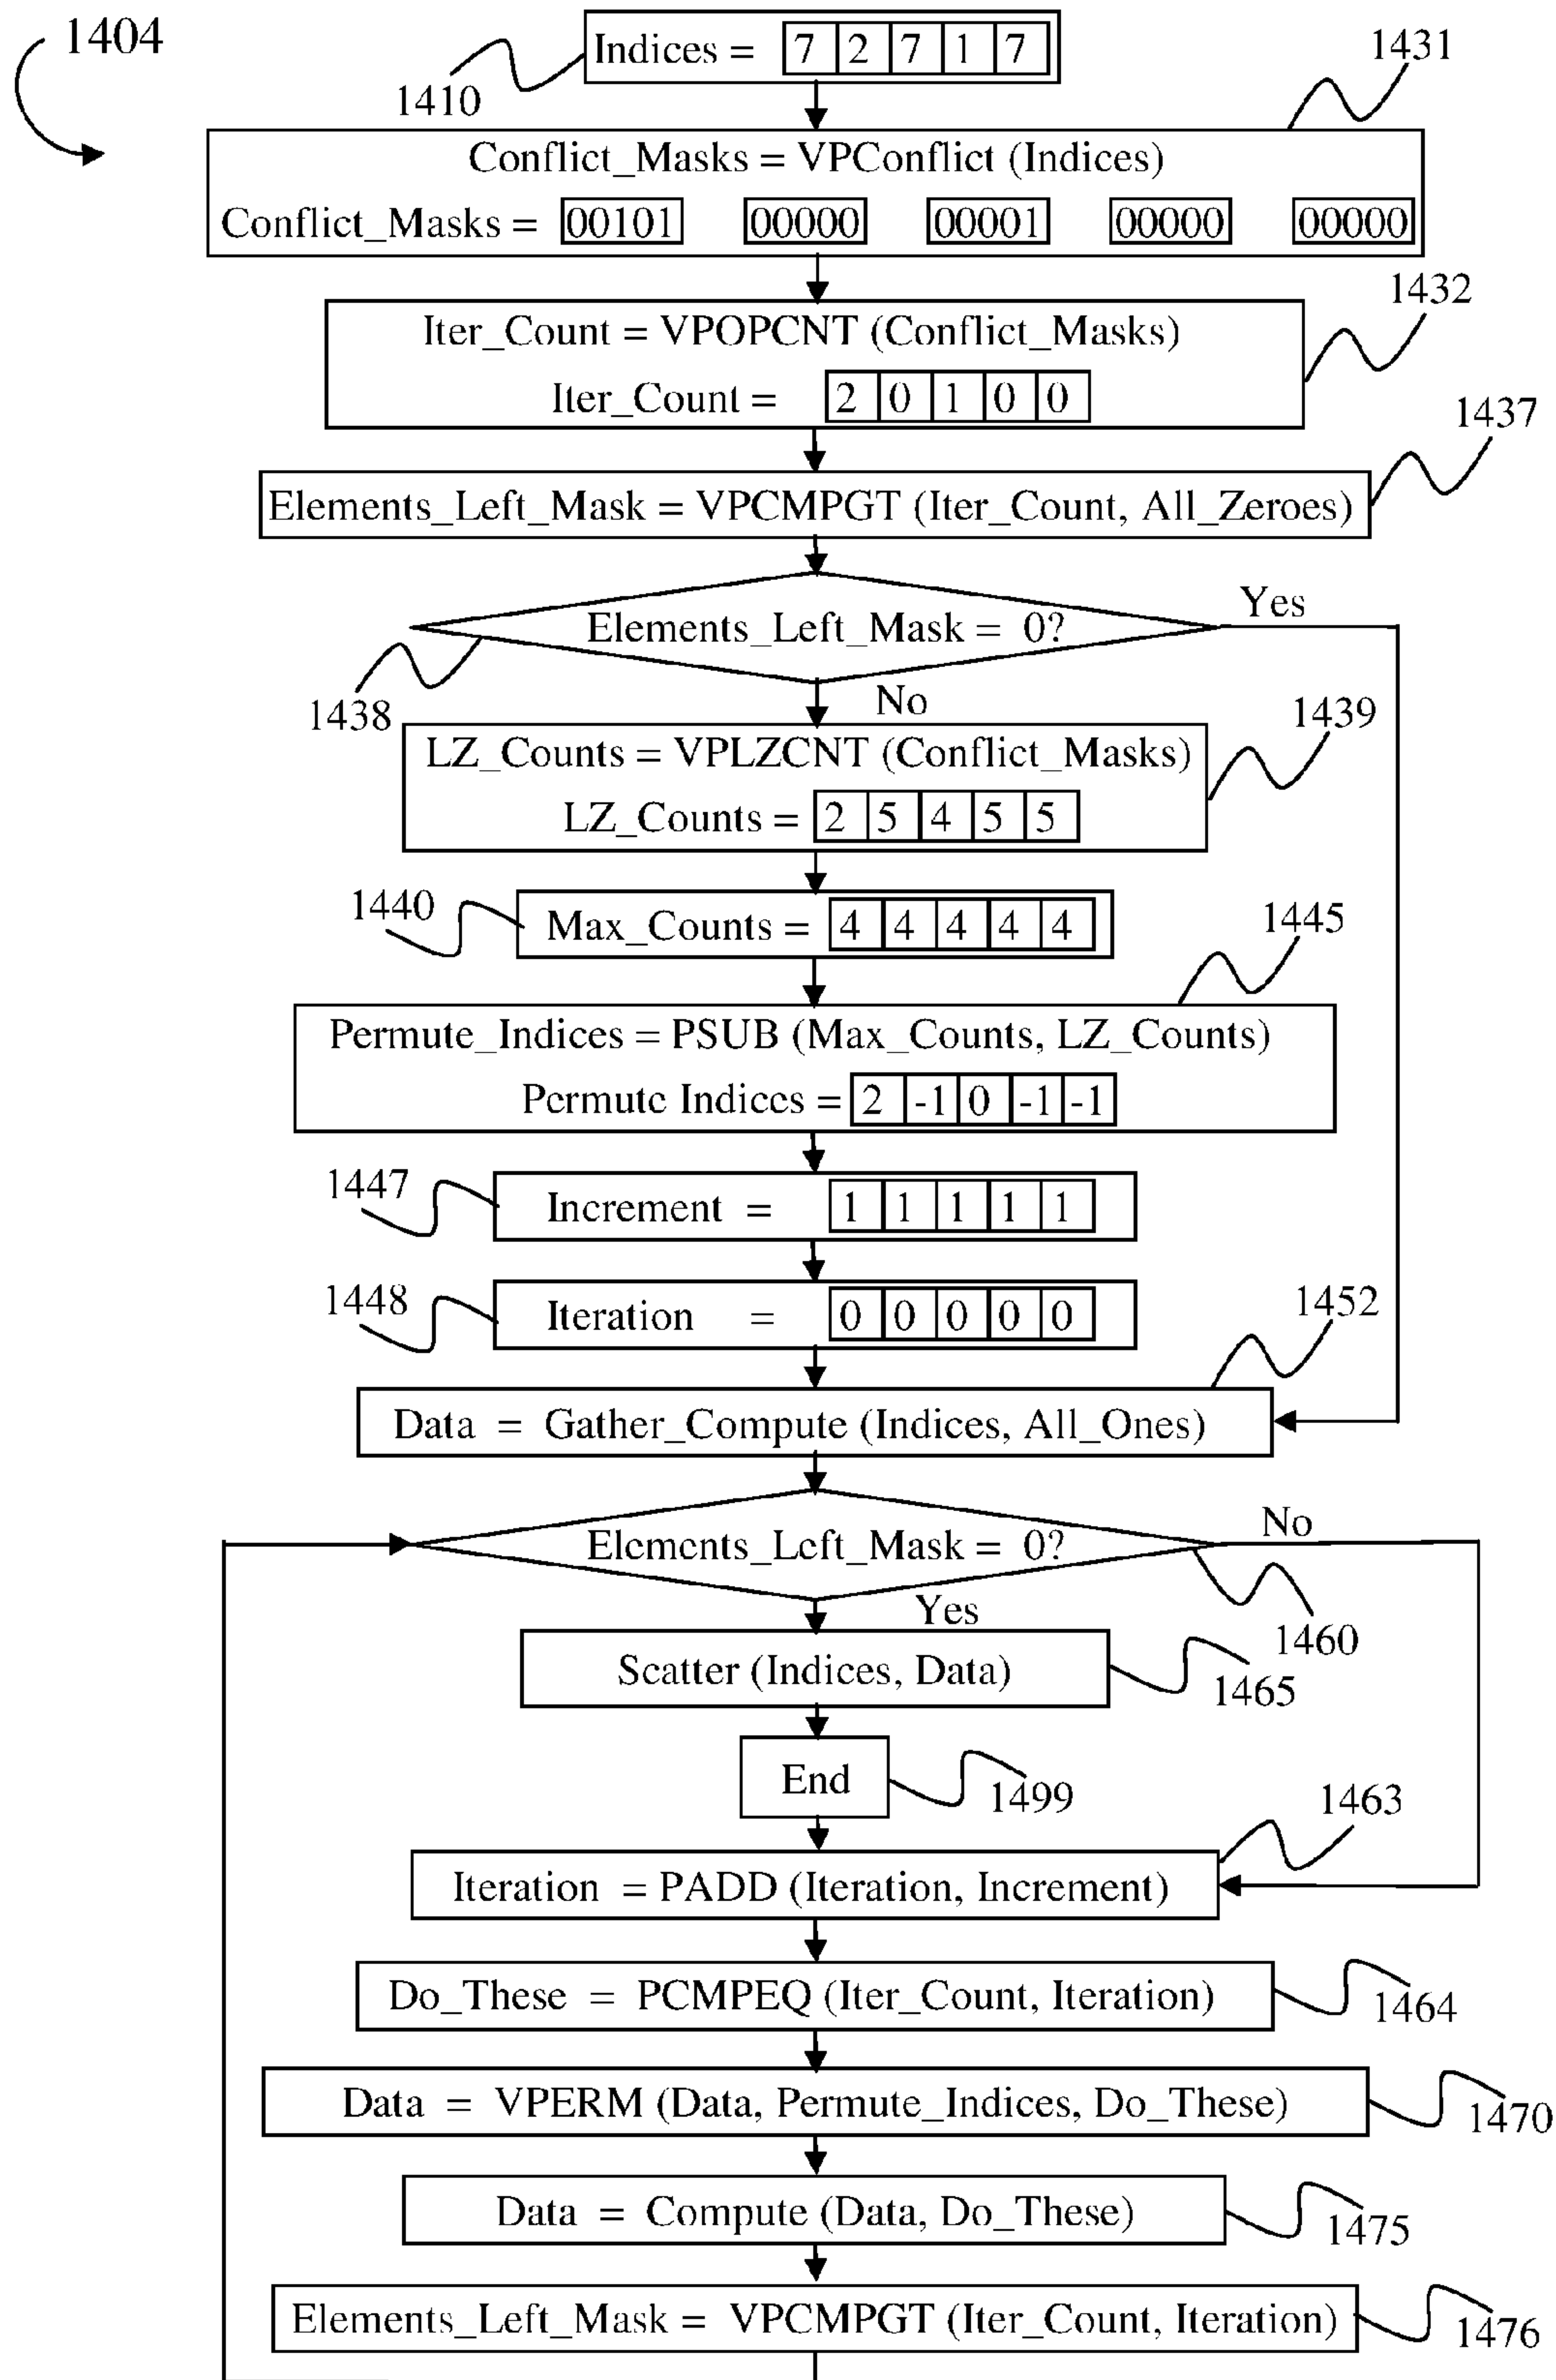 1404
Indices = 7 2 7 1 7
1410
1431
Conflict_Masks = VPConflict (Indices)
Conflict_Masks = 00101 00000 00001 00000 00000
1432
Iter_Count = VPOPCNT (Conflict_Masks)
Iter_Count = 2 0 1 0 0
1437
Elements_Left_Mask = VPCMPGT (Iter_Count, All_Zeroes)
Elements_Left_Mask = 0?
Yes
1438
No
1439
LZ_Counts = VPLZCNT (Conflict_Masks)
LZ_Counts = 2 5 4 5 5
1440
Max_Counts = 4 4 4 4 4
1445
Permute_Indices = PSUB (Max_Counts, LZ_Counts)
Permute Indices = 2 -1 0 -1 -1
1447
Increment = 1 1 1 1 1
1448
Iteration = 0 0 0 0 0
1452
Data = Gather_Compute (Indices, All_Ones)
Elements_Left_Mask = 0?
No
Yes
1460
Scatter (Indices, Data)
1465
End
1499
1463
Iteration = PADD (Iteration, Increment)
Do_These = PCMPEQ (Iter_Count, Iteration)
1464
Data = VPERM (Data, Permute_Indices, Do_These)
1470
Data = Compute (Data, Do_These)
1475
Elements_Left_Mask = VPCMPGT (Iter_Count, Iteration)
1476